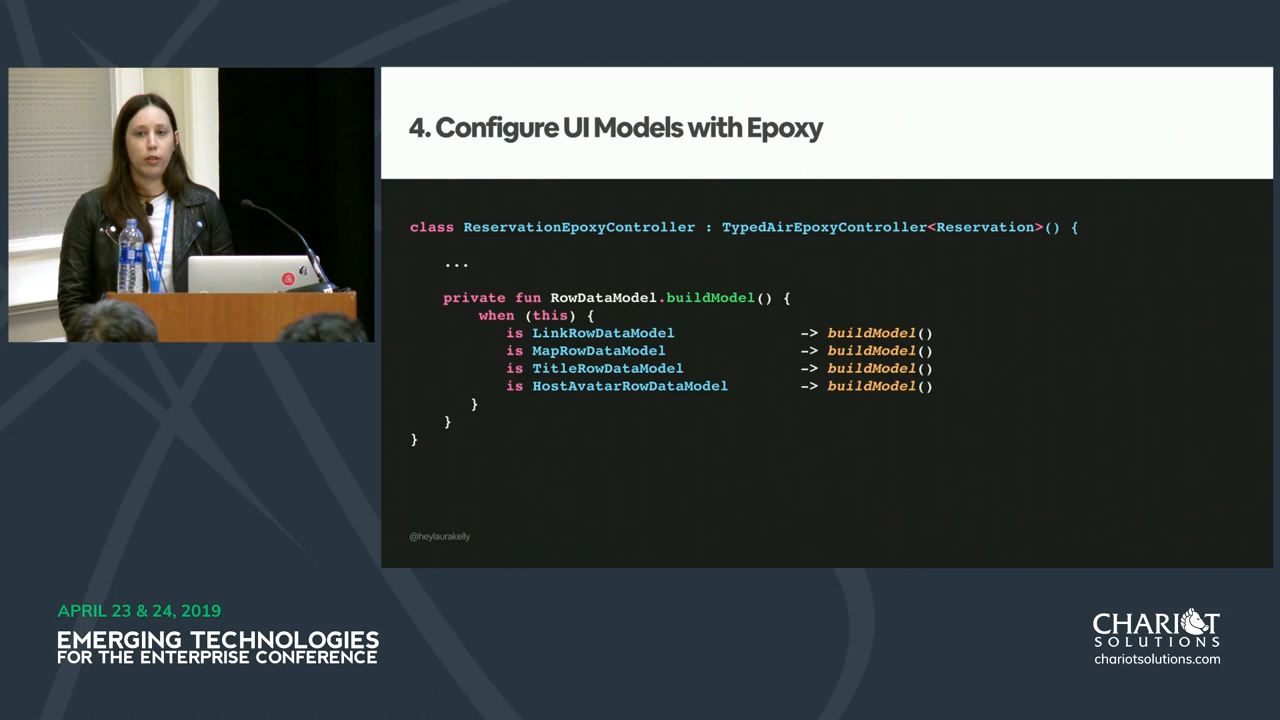 4. Configure UI Models with Epoxy
class ReservationEpoxyController : TypedAirEpoxyController<Reservation>() {
...
private fun RowDataModel.buildModel() {
when (this) {
is LinkRowDataModel -> buildModel()
is MapRowDataModel -> buildModel()
is TitleRowDataModel -> buildModel()
is HostAvatarRowDataModel -> buildModel()
}
}
}
@heylaurakelly
APRIL 23 & 24, 2019
EMERGING TECHNOLOGIES
FOR THE ENTERPRISE CONFERENCE
CHARIOT
SOLUTIONS
chariotsolutions.com